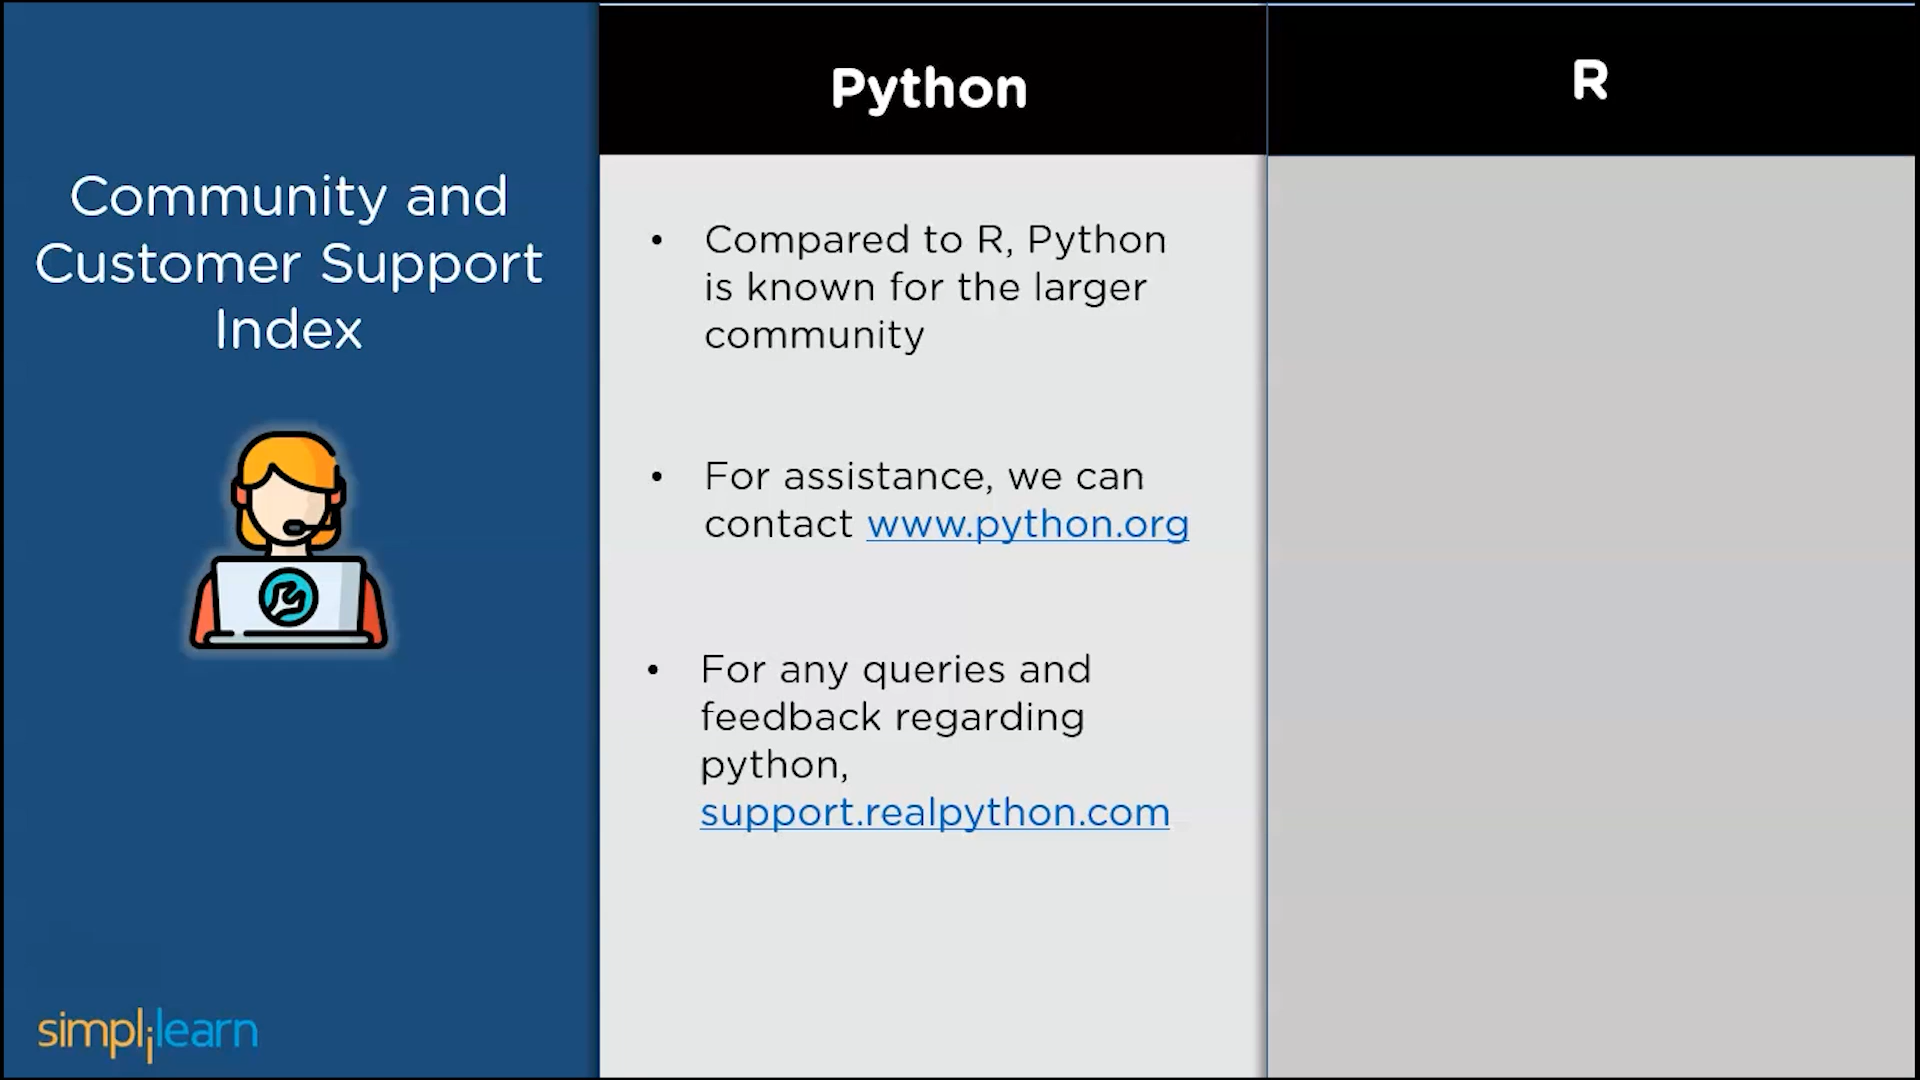 Community and
Customer Support
Index
Python
R
• Compared to R, Python
is known for the larger
community
• For assistance, we can
contact www.python.org
• For any queries and
feedback regarding
python,
support.realpython.com
simplilearn